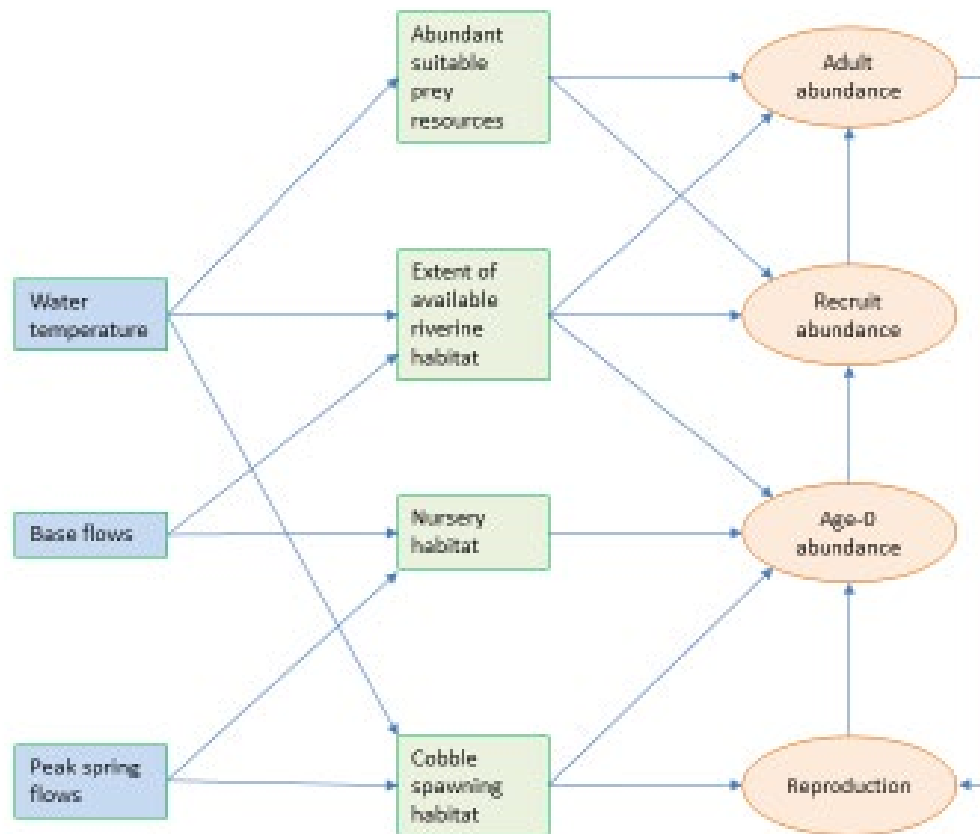 Abundant
suitable
prey
resources
Adult
abundance
Water
temperature
Extent of
available
riverine
habitat
Recruit
abundance
Base flows
Nursery
habitat
Age-0
abundance
Peak spring
flows
Cobble
spawning
habitat
Reproduction